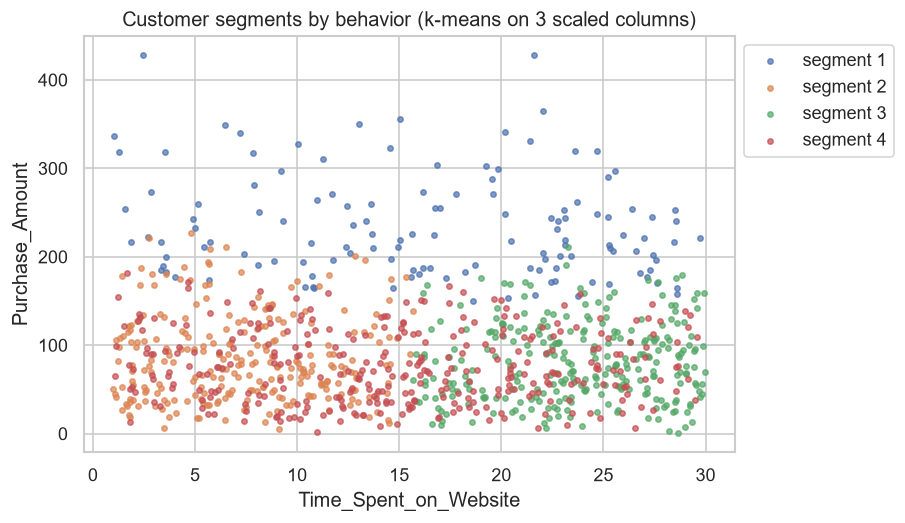 Customer segments by behavior (k-means on 3 scaled columns)
segment 1
segment 2
segment 3
segment 4
Purchase_Amount
400
300
200
100
0
0 5 10 15 20 25 30
Time_Spent_on_Website